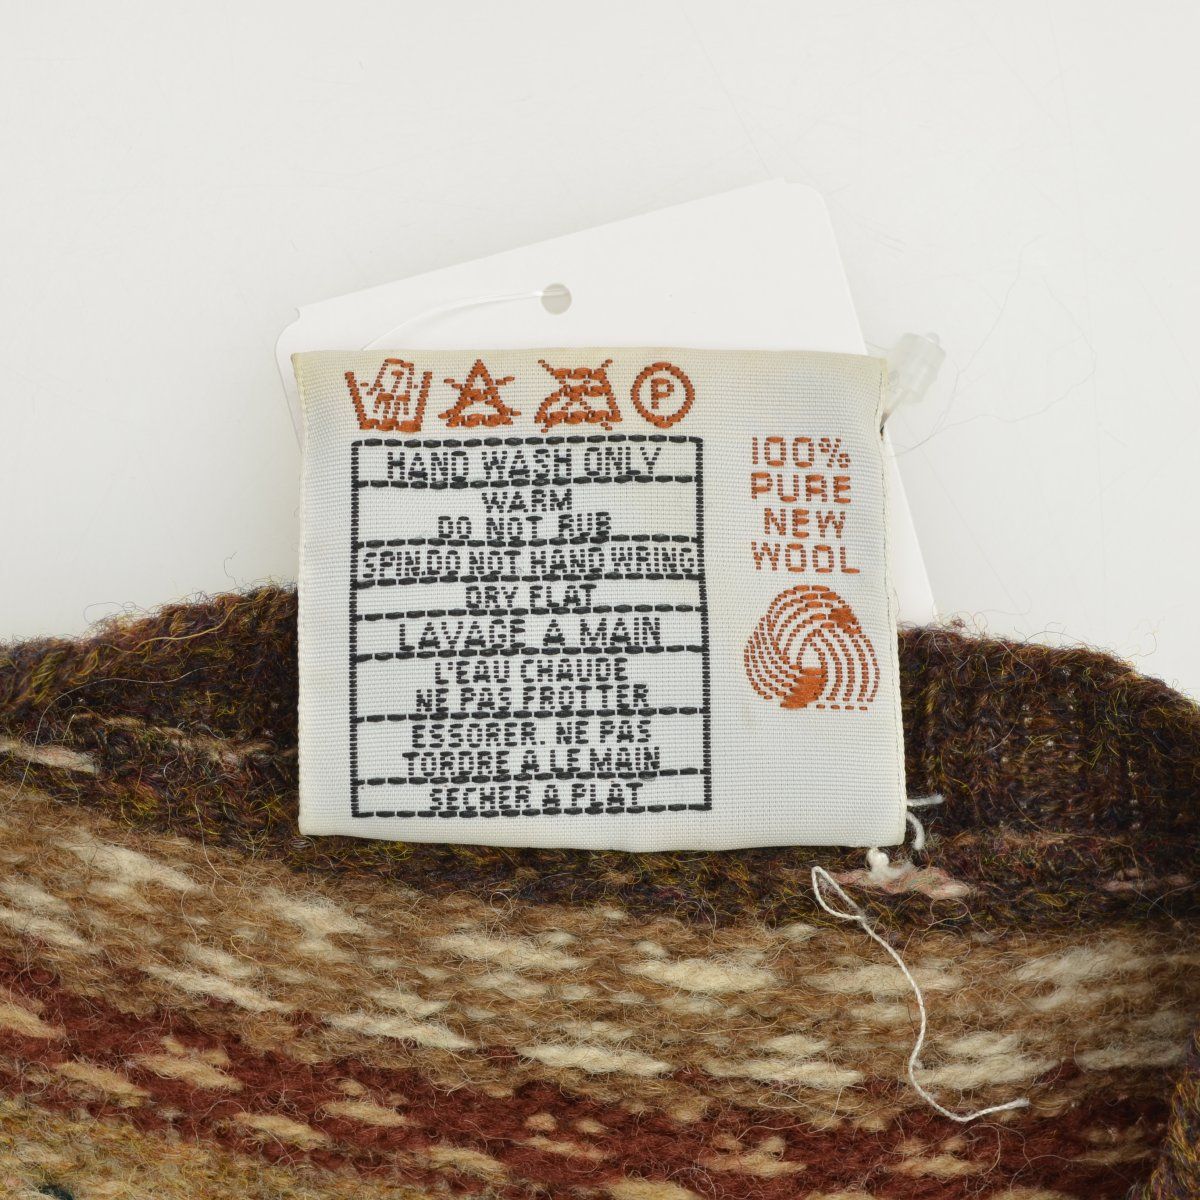 P
HAND WASH ONLY
WARM
DO NOT RUB
SPIN.DO NOT HAND WRING
DRY FLAT
LAVAGE A MAIN
L'EAU CHAUDE
NE PAS FROTTER
ESSORER. NE PAS
TORDRE A LE MAIN
SECHER A PLAT
100%
PURE
NEW
WOOL